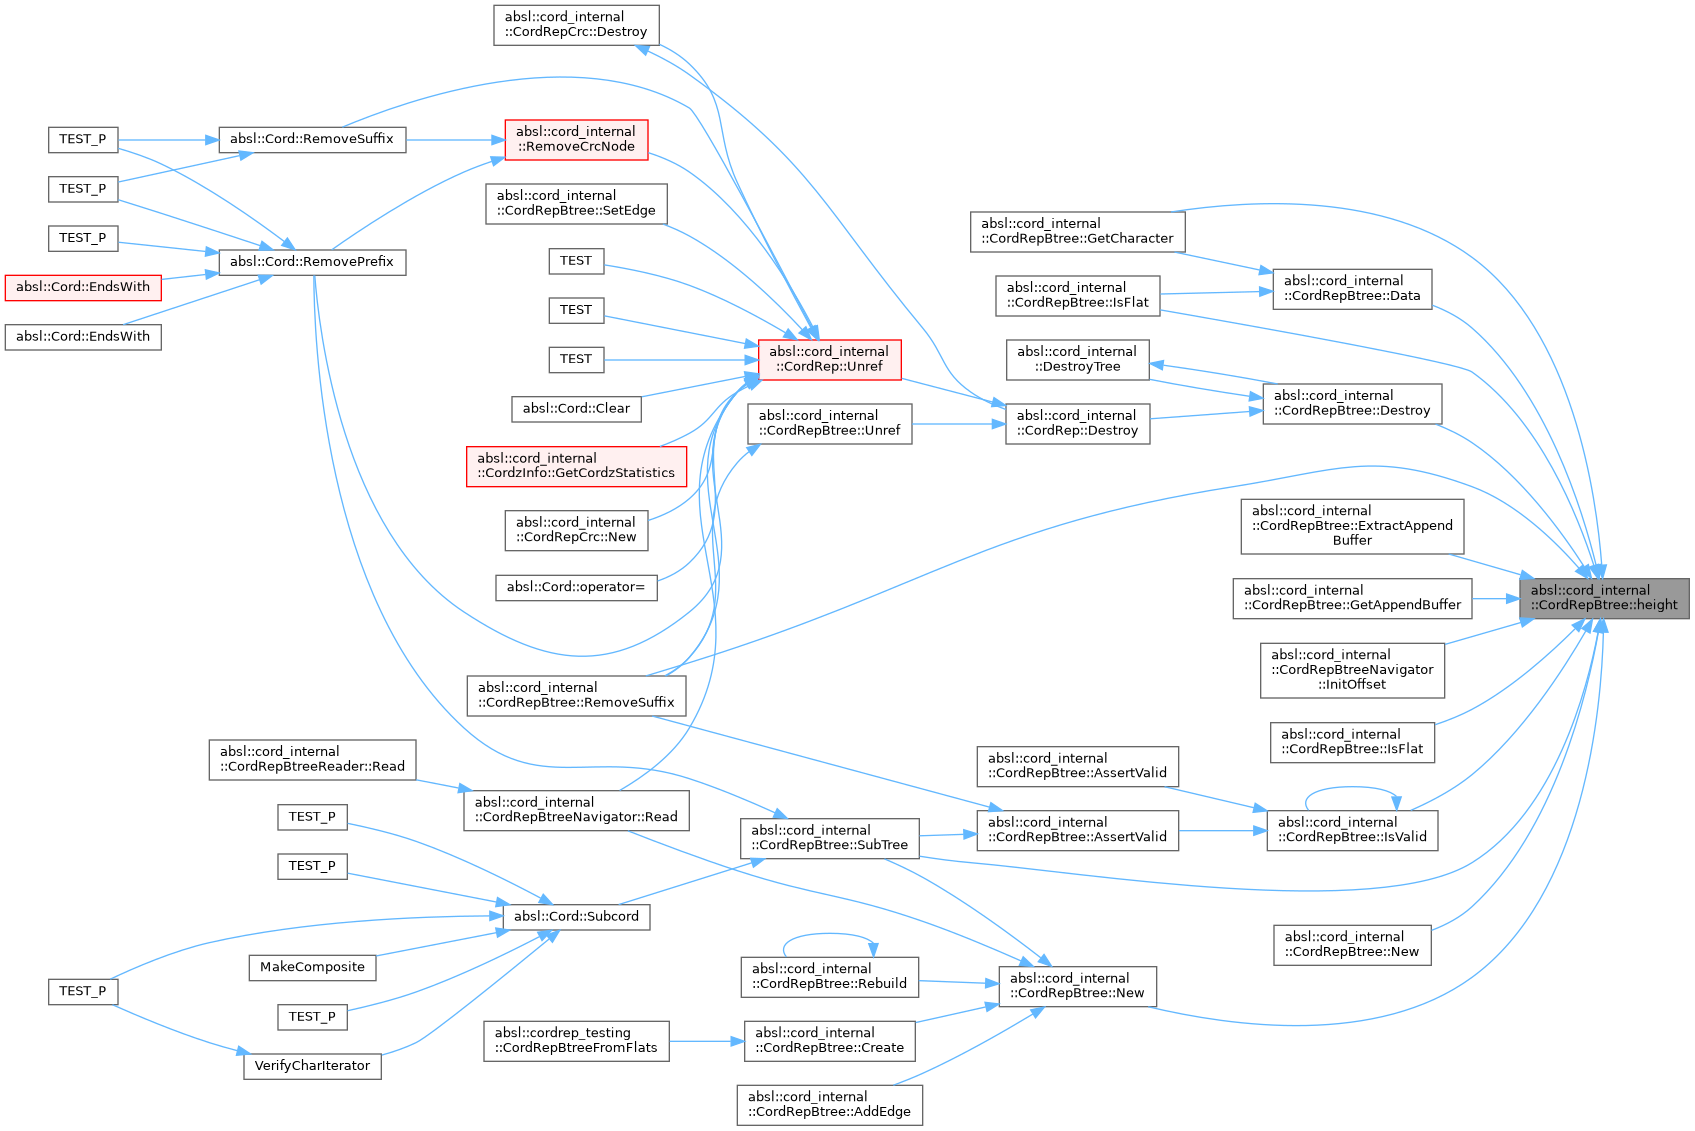 absl::cord_internal
::CordRepCrc::Destroy
TEST_P
absl::Cord::RemoveSuffix
absl::cord_internal
::RemoveCrcNode
TEST_P
absl::cord_internal
::CordRepBtree::SetEdge
absl::cord_internal
::CordRepBtree::GetCharacter
TEST_P
absl::Cord::RemovePrefix
TEST
absl::Cord::EndsWith
absl::cord_internal
::CordRepBtree::IsFlat
absl::cord_internal
::CordRepBtree::Data
TEST
absl::Cord::EndsWith
TEST
absl::cord_internal
::CordRep::Unref
absl::cord_internal
::DestroyTree
absl::Cord::Clear
absl::cord_internal
::CordRepBtree::Unref
absl::cord_internal
::CordRep::Destroy
absl::cord_internal
::CordRepBtree::Destroy
absl::cord_internal
::CordzInfo::GetCordzStatistics
absl::cord_internal
::CordRepCrc::New
absl::cord_internal
::CordRepBtree::ExtractAppend
Buffer
absl::Cord::operator=
absl::cord_internal
::CordRepBtree::GetAppendBuffer
absl::cord_internal
::CordRepBtree::height
absl::cord_internal
::CordRepBtreeNavigator
::InitOffset
absl::cord_internal
::CordRepBtree::RemoveSuffix
absl::cord_internal
::CordRepBtree::IsFlat
absl::cord_internal
::CordRepBtreeReader::Read
absl::cord_internal
::CordRepBtree::AssertValid
absl::cord_internal
::CordRepBtreeNavigator::Read
TEST_P
absl::cord_internal
::CordRepBtree::SubTree
absl::cord_internal
::CordRepBtree::AssertValid
absl::cord_internal
::CordRepBtree::IsValid
TEST_P
absl::Cord::Subcord
absl::cord_internal
::CordRepBtree::New
MakeComposite
TEST_P
absl::cord_internal
::CordRepBtree::Rebuild
absl::cord_internal
::CordRepBtree::New
TEST_P
absl::cordrep_testing
::CordRepBtreeFromFlats
absl::cord_internal
::CordRepBtree::Create
VerifyCharIterator
absl::cord_internal
::CordRepBtree::AddEdge